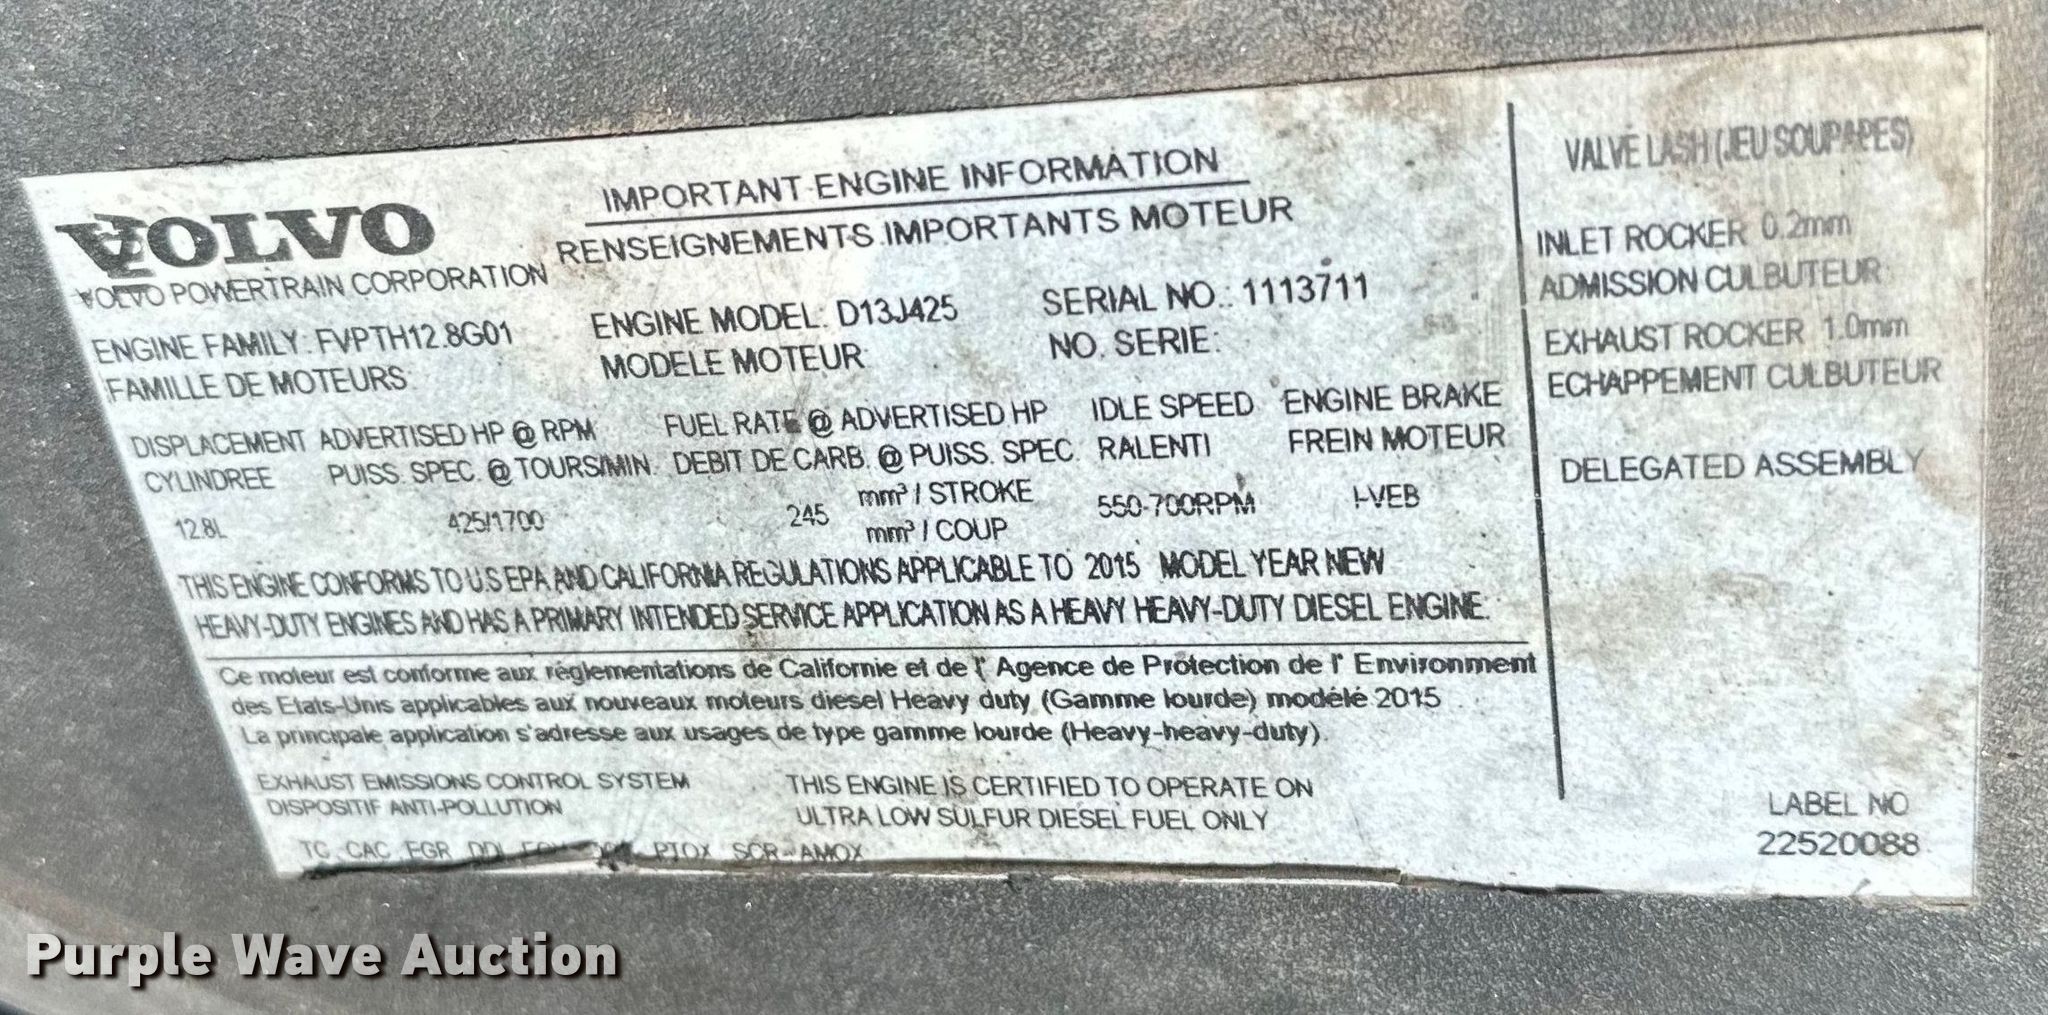 VOLVO
VOLVO POWERTRAIN CORPORATION
IMPORTANT ENGINE INFORMATION
RENSEIGNEMENTS IMPORTANTS MOTEUR
ENGINE FAMILY: FVPTH12.8G01
FAMILLE DE MOTEURS
ENGINE MODEL: D13J425
MODELE MOTEUR
SERIAL NO.: 1113711
NO. SERIE:
DISPLACEMENT ADVERTISED HP @ RPM FUEL RATE @ ADVERTISED HP IDLE SPEED ENGINE BRAKE
CYLINDREE PUISS. SPEC. @ TOURS/MIN. DEBIT DE CARB. @ PUISS. SPEC. RALENTI FREIN MOTEUR
12.8L 425/1700 245 mm³ / STROKE 550-700RPM I-VEB
mm³ / COUP
THIS ENGINE CONFORMS TO U.S EPA AND CALIFORNIA REGULATIONS APPLICABLE TO 2015 MODEL YEAR NEW
HEAVY-DUTY ENGINES AND HAS A PRIMARY INTENDED SERVICE APPLICATION AS A HEAVY HEAVY-DUTY DIESEL ENGINE.
Ce moteur est conforme aux réglementations de Californie et de l' Agence de Protection de l' Environment
des Etats-Unis applicables aux nouveaux moteurs diesel Heavy duty (Gamme lourde) modélé 2015
La principale application s'adresse aux usages de type gamme lourde (Heavy-heavy-duty).
EXHAUST EMISSIONS CONTROL SYSTEM
DISPOSITIF ANTI-POLLUTION
TC CAC EGR DDI PTOX SCR-AMOX
THIS ENGINE IS CERTIFIED TO OPERATE ON
ULTRA LOW SULFUR DIESEL FUEL ONLY
VALVE LASH (JEU SOUPAPES)
INLET ROCKER 0.2mm
ADMISSION CULBUTEUR
EXHAUST ROCKER 1.0mm
ECHAPPEMENT CULBUTEUR
DELEGATED ASSEMBLY
LABEL NO
22520088
Purple Wave Auction